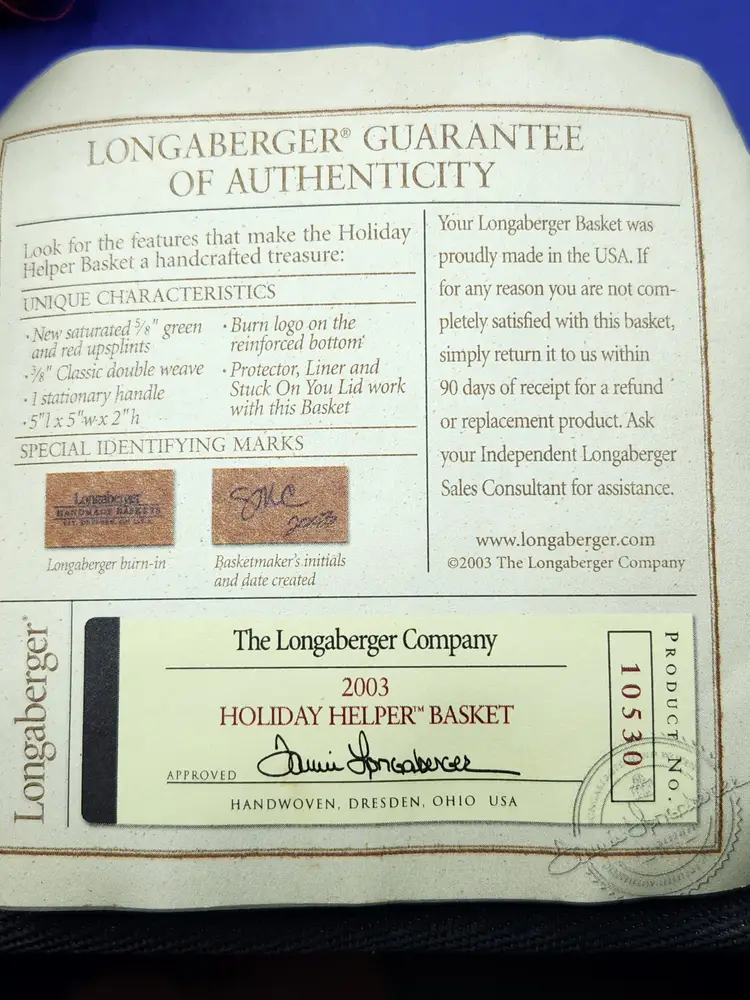 LONGABERGER® GUARANTEE
OF AUTHENTICITY
Look for the features that make the Holiday
Helper Basket a handcrafted treasure:
UNIQUE CHARACTERISTICS
• New saturated 5/8" green
and red upsplints
• 3/8" Classic double weave
• 1 stationary handle
• 5"l x 5"w x 2"h
• Burn logo on the
reinforced bottom
• Protector, Liner and
Stuck On You Lid work
with this Basket
SPECIAL IDENTIFYING MARKS
Longaberger
HANDMADE BASKETS
Longaberger burn-in
2003
Basketmaker's initials
and date created
Your Longaberger Basket was
proudly made in the USA. If
for any reason you are not com-
pletely satisfied with this basket,
simply return it to us within
90 days of receipt for a refund
or replacement product. Ask
your Independent Longaberger
Sales Consultant for assistance.
www.longaberger.com
©2003 The Longaberger Company
Longaberger®
The Longaberger Company
2003
HOLIDAY HELPER™ BASKET
APPROVED Tami Longaberger
HANDWOVEN, DRESDEN, OHIO USA
10530
PRODUCT NO.